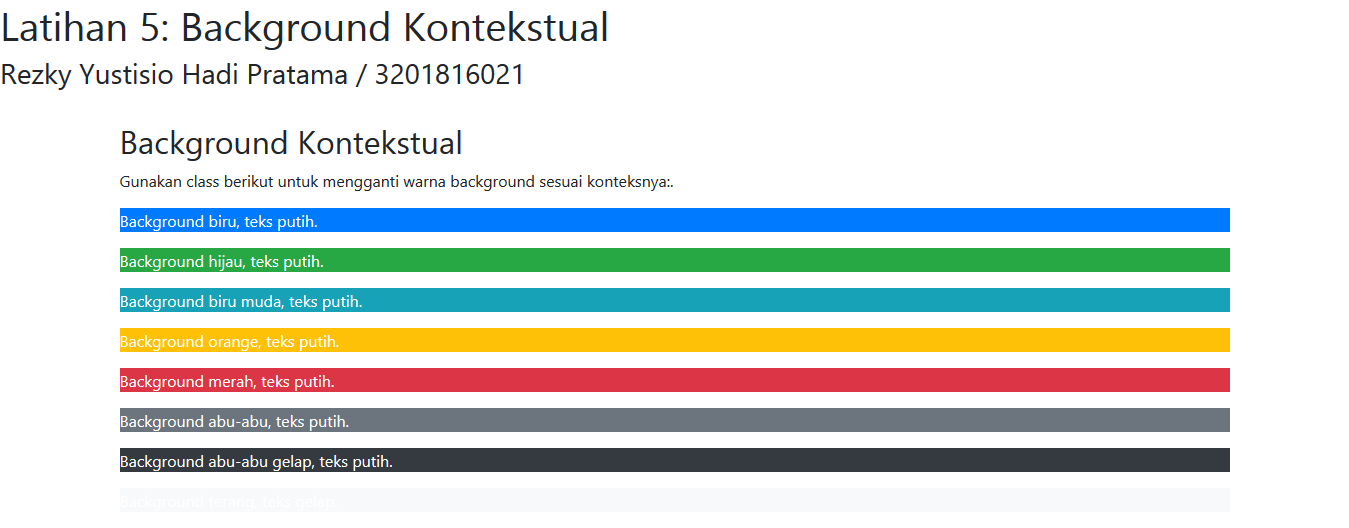 Latihan 5: Background Kontekstual
Rezky Yustisio Hadi Pratama / 3201816021
Background Kontekstual
Gunakan class berikut untuk mengganti warna background sesuai konteksnya:.
Background biru, teks putih.
Background hijau, teks putih.
Background biru muda, teks putih.
Background orange, teks putih.
Background merah, teks putih.
Background abu-abu, teks putih.
Background abu-abu gelap, teks putih.
Background terang, teks gelap.